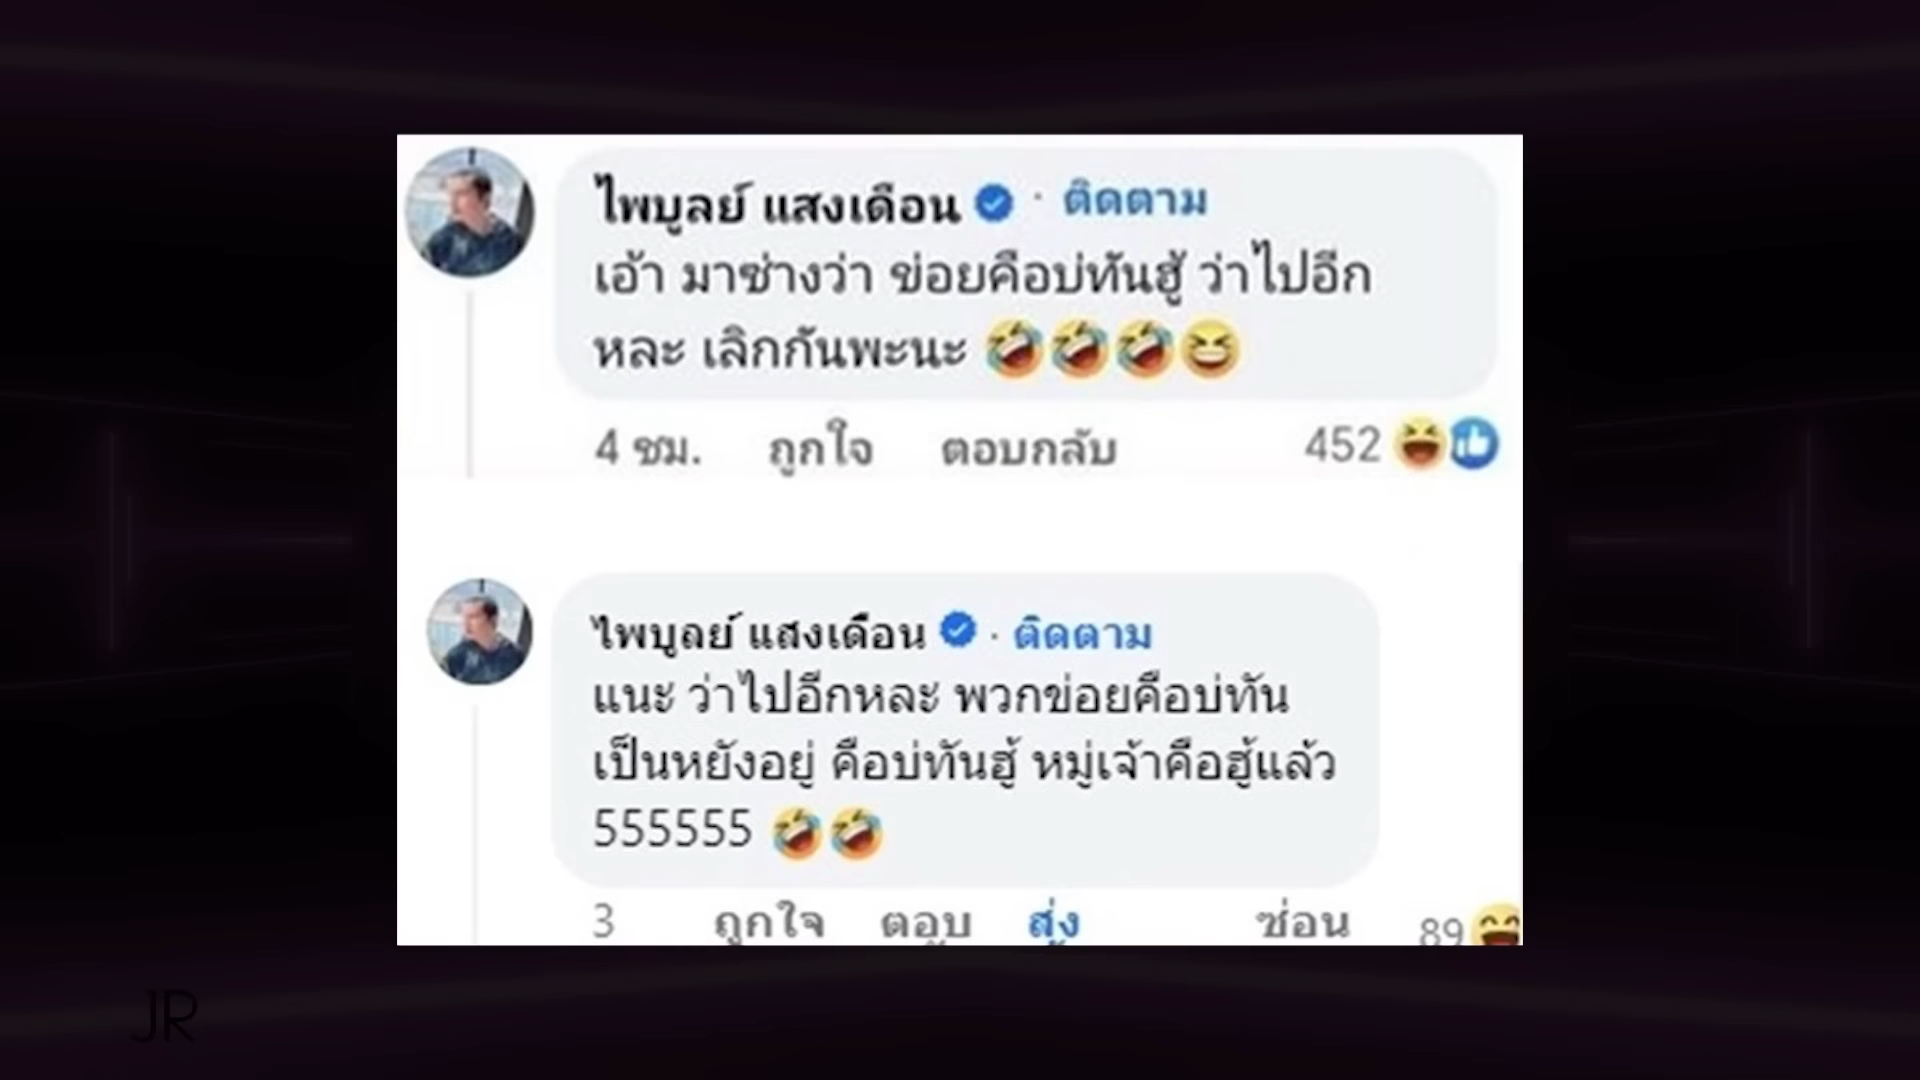 ไพบูลย์ แสงเดือน · ติดตาม
เอ้า มาซ่างว่า ข่อยคือบ่ทันฮู้ ว่าไปอีก
หละ เลิกกันพะนะ 🤣🤣🤣😆
4 ชม. ถูกใจ ตอบกลับ 452
ไพบูลย์ แสงเดือน · ติดตาม
แนะ ว่าไปอีกหละ พวกข่อยคือบ่ทัน
เป็นหยังอยู่ คือบ่ทันฮู้ หมู่เจ้าคือฮู้แล้ว
555555 🤣🤣
3 ถูกใจ ตอบ ส่ง ซ่อน 89
JR